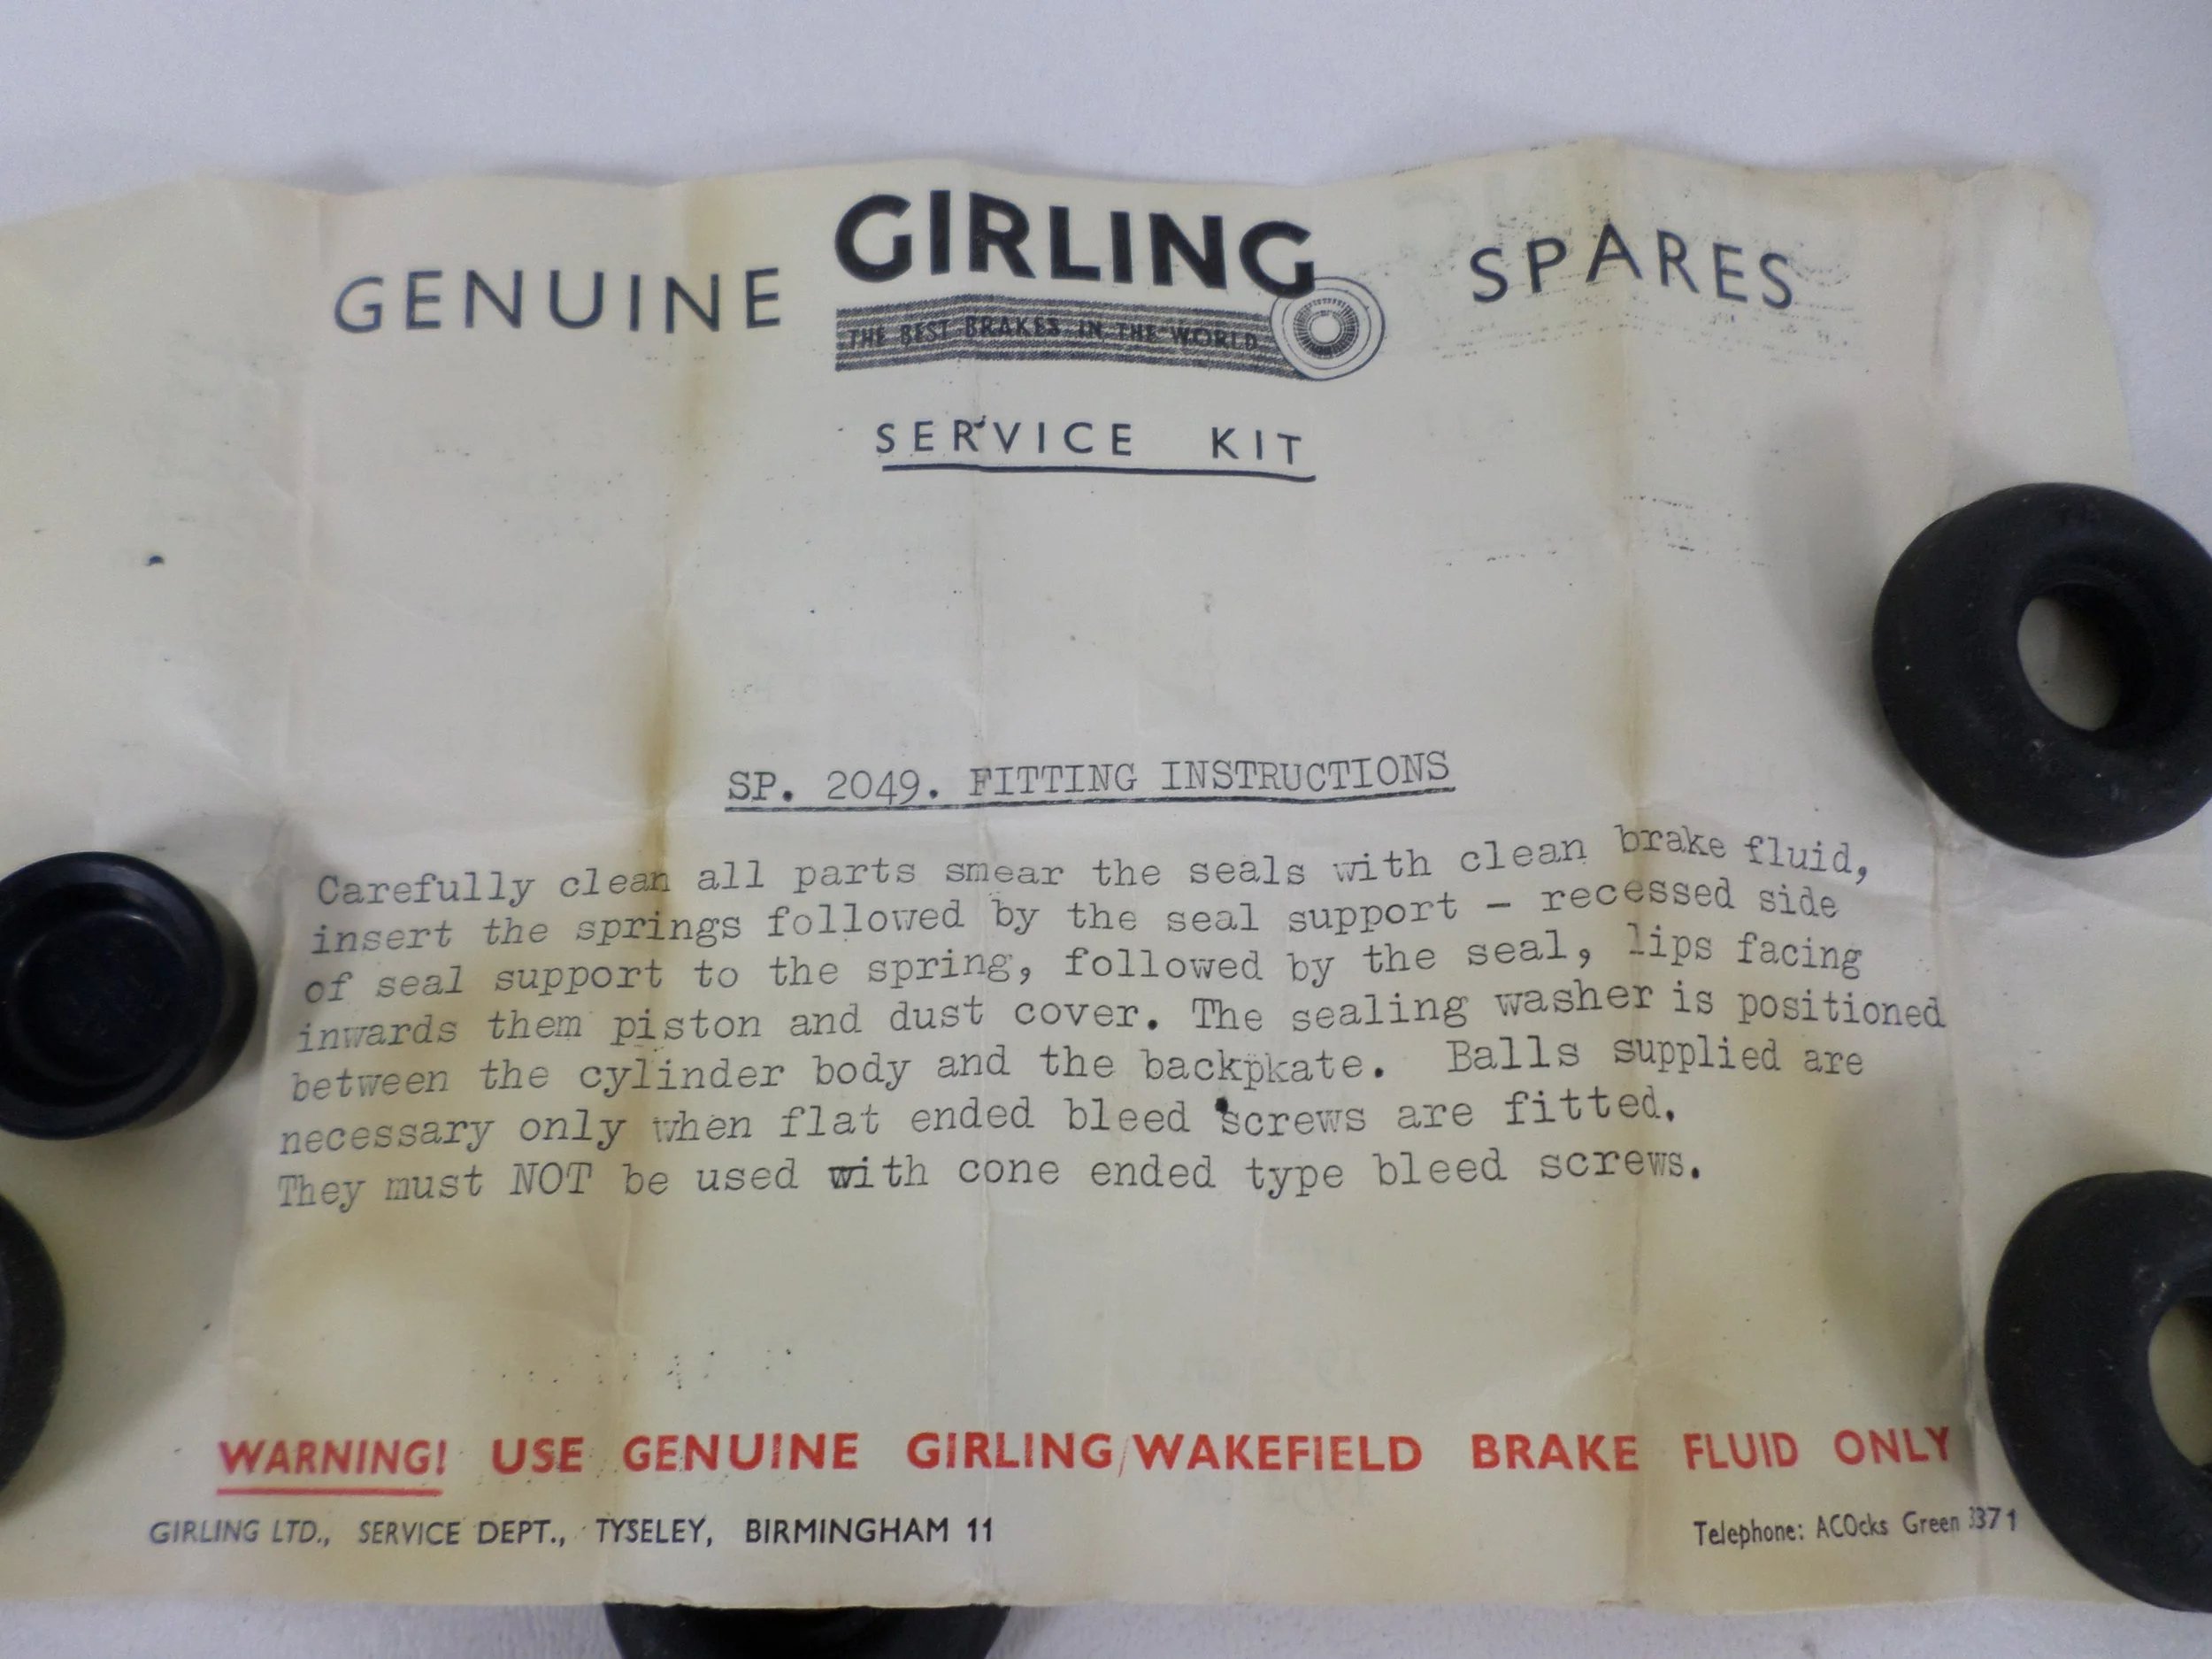 GENUINE GIRLING SPARES
THE BEST BRAKES IN THE WORLD
SERVICE KIT
SP. 2049. FITTING INSTRUCTIONS
Carefully clean all parts smear the seals with clean brake fluid,
insert the springs followed by the seal support - recessed side
of seal support to the spring, followed by the seal, lips facing
inwards them piston and dust cover. The sealing washer is positioned
between the cylinder body and the backpkate. Balls supplied are
necessary only when flat ended bleed screws are fitted.
They must NOT be used with cone ended type bleed screws.
WARNING! USE GENUINE GIRLING/WAKEFIELD BRAKE FLUID ONLY
GIRLING LTD., SERVICE DEPT., TYSELEY, BIRMINGHAM 11
Telephone: ACOcks Green 3371